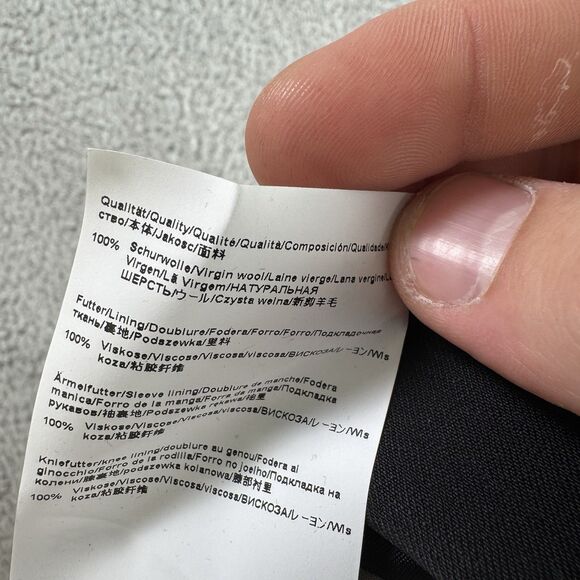 Qualität/Quality/Qualité/Qualità/Composición/Qualidade/К
ство/本体/Jakosc/面料
100% Schurwolle/Virgin wool/Laine vierge/Lana vergine/L
Virgen/Lã Virgem/НАТУРАЛЬНАЯ
ШЕРСТЬ/ウール/Czysta welna/新剪羊毛
Futter/Lining/Doublure/Fodera/Forro/Forro/Подкладочная
ткань/裏地/Podszewka/里料
100% Viskose/Viscose/Viscosa/viscosa/ВИСКОЗА/レーヨン/Wis
koza/粘胶纤维
Ärmelfutter/Sleeve lining/Doublure de manche/Fodera
manica/Forro de la manga/Forro da manga/Подкладка
рукавов/袖裏地/Podszewka rekawa/袖里
100% Viskose/Viscose/Viscosa/viscosa/ВИСКОЗА/レーヨン/Wis
koza/粘胶纤维
Kniefutter/knee lining/doublure au genou/Fodera al
ginocchio/Forro de la rodilla/Forro no joelho/Подкладка на
колени/膝裏地/podszewka kolanowa/膝部衬里
100% Viskose/Viscose/Viscosa/viscosa/ВИСКОЗА/レーヨン/Wis
koza/粘胶纤维